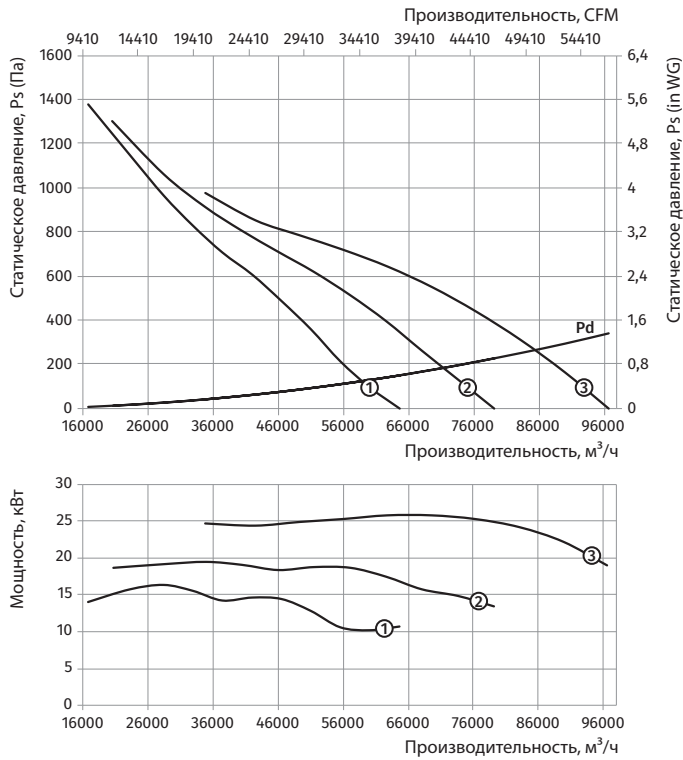 Производительность, CFM
9410 14410 19410 24410 29410 34410 39410 44410 49410 54410
Статическое давление, Ps (Па)
1600
1400
1200
1000
800
600
400
200
0
Статическое давление, Ps (in WG)
6,4
5,6
4,8
4
3,2
2,4
1,6
0,8
0
Pd
1 2 3
16000 26000 36000 46000 56000 66000 76000 86000 96000
Производительность, м³/ч
Мощность, кВт
30
25
20
15
10
5
0
3
2
1
16000 26000 36000 46000 56000 66000 76000 86000 96000
Производительность, м³/ч